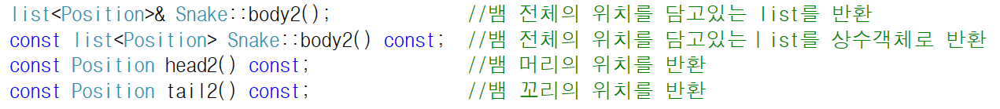 list<Position>& Snake::body2(); //뱀 전체의 위치를 담고있는 list를 반환
const list<Position> Snake::body2() const; //뱀 전체의 위치를 담고있는list를 상수객체로 반환
const Position head2() const; //뱀 머리의 위치를 반환
const Position tail2() const; //뱀 꼬리의 위치를 반환